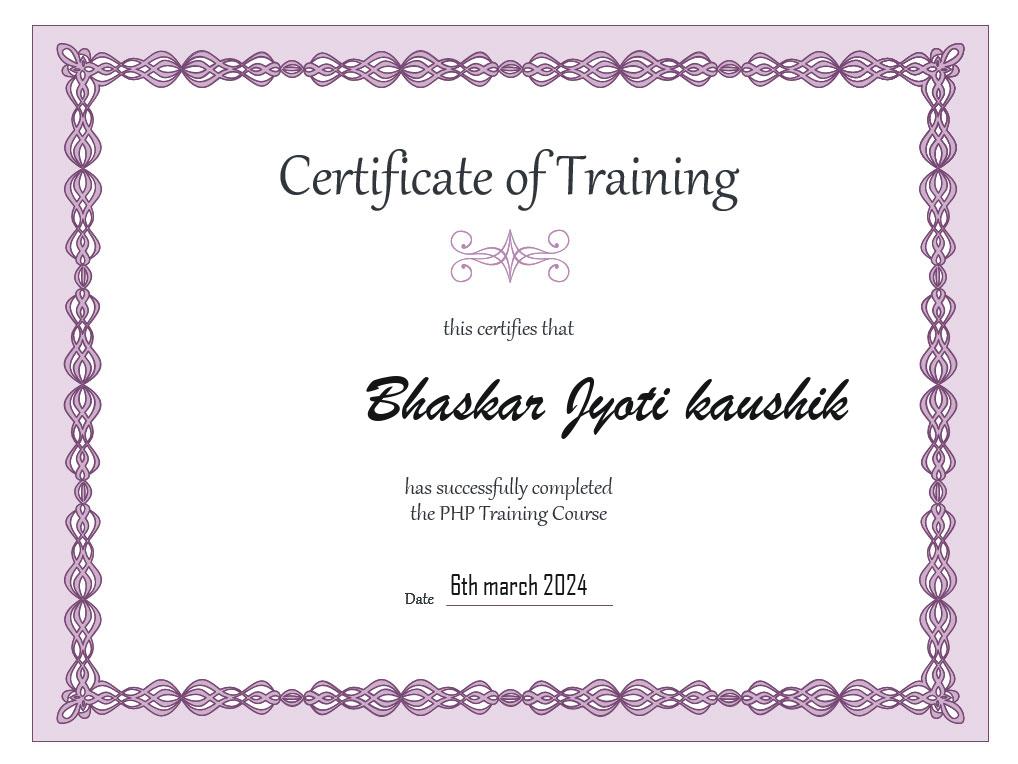 Certificate of Training
this certifies that
Bhaskar Jyoti kaushik
has successfully completed
the PHP Training Course
Date 6th march 2024